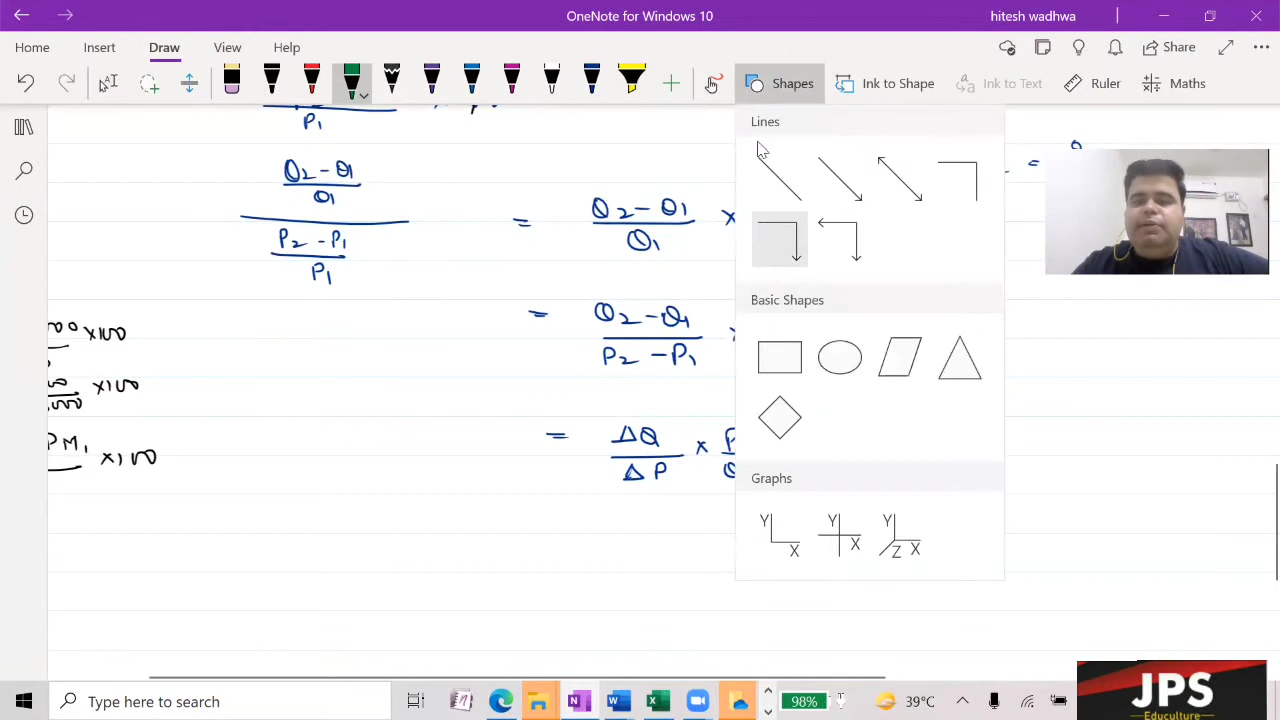 OneNote for Windows 10
hitesh wadhwa
Home Insert Draw View Help
Share
Shapes
Ink to Shape
Ink to Text
Ruler
Maths
Lines
Basic Shapes
Graphs
Y X
Y X
Y Z X
P1
Q2 - Q1
Q1
P2 - P1
P1
= Q2 - Q1 ×
Q1
= Q2 - Q1
P2 - P1
= ΔQ × P
ΔP
=
×100
×100
PM1 ×100
Type here to search
98%
39°C
JPS
Educulture